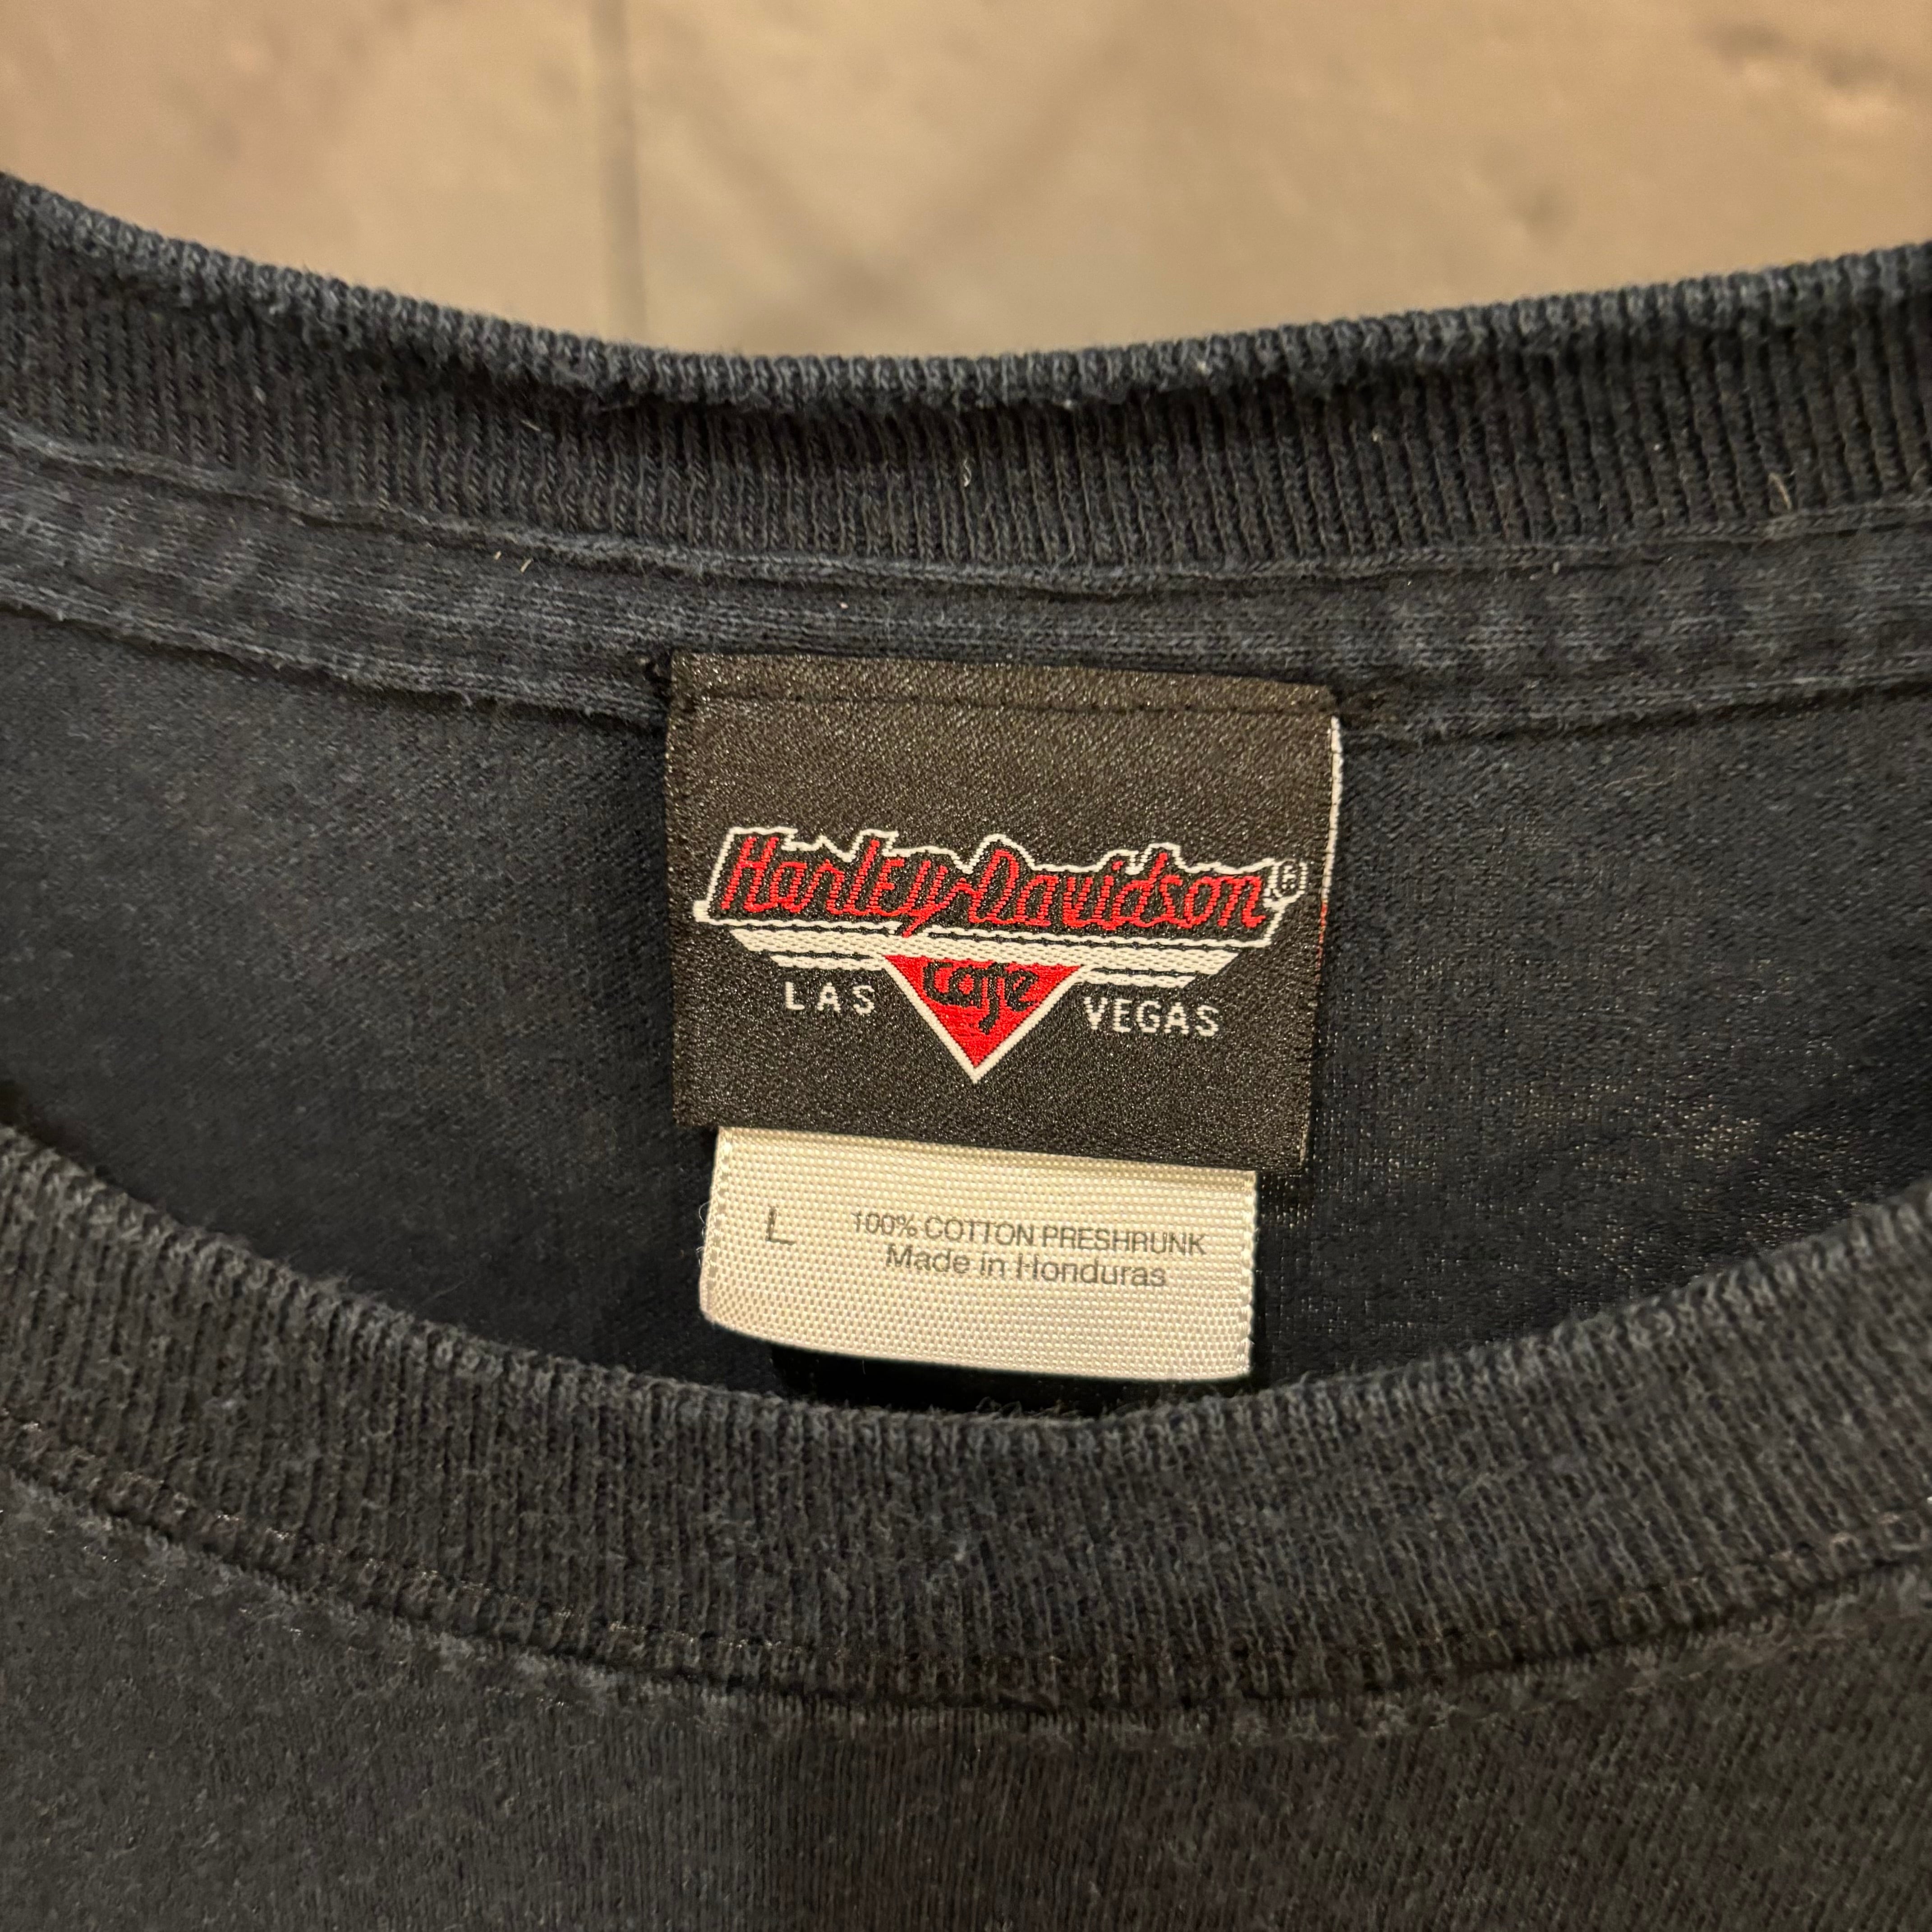 Harley-Davidson ®
cafe
LAS VEGAS
L 100% COTTON PRESHRUNK
Made in Honduras